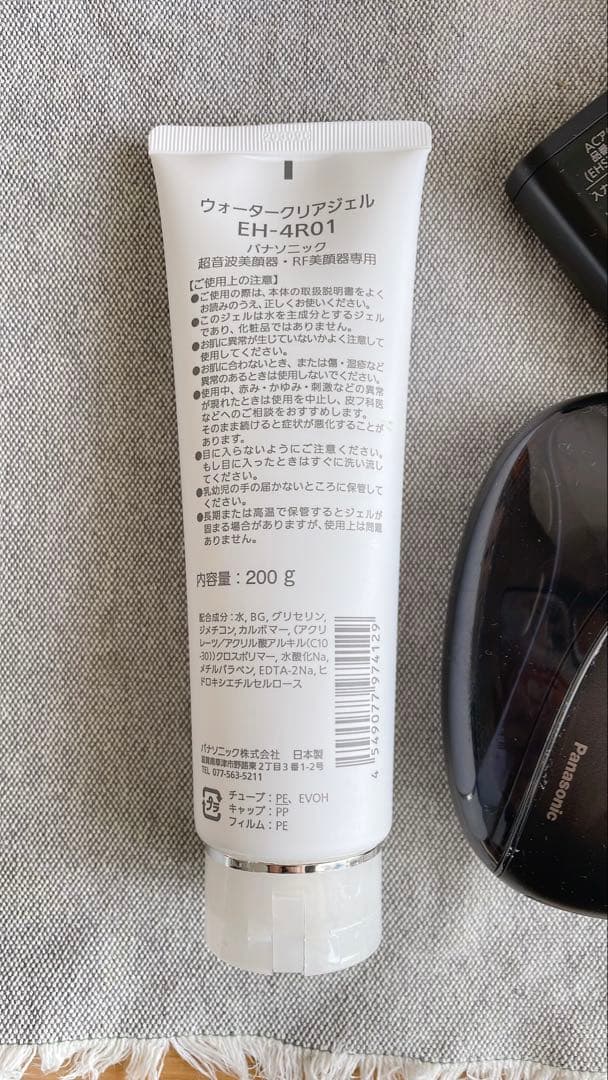 ウォータークリアジェル
EH-4R01
パナソニック
超音波美顔器・RF美顔器専用
【ご使用上の注意】
●ご使用の際は、本体の取扱説明書をよく
お読みのうえ、正しくお使いください。
●このジェルは水を主成分とするジェル
であり、化粧品ではありません。
●お肌に異常が生じていないかよく注意して
使用してください。
●お肌に合わないとき、または傷・湿疹など
異常のあるときは使用しないでください。
●使用中、赤み・かゆみ・刺激などの異常
が現れたときは使用を中止し、皮フ科医
などへのご相談をおすすめします。
そのまま続けると症状が悪化することが
あります。
●目に入らないようにご注意ください。
もし目に入ったときはすぐに洗い流し
てください。
●乳幼児の手の届かないところに保管して
ください。
●長期または高温で保管するとジェルが
固まる場合がありますが、使用上は問題
ありません。
内容量：200 g
配合成分：水, BG, グリセリン,
ジメチコン, カルボマー, (アクリ
レーツ/アクリル酸アルキル(C10
-30))クロスポリマー, 水酸化Na,
メチルパラベン, EDTA-2Na, ヒ
ドロキシエチルセルロース
4 549077 974129
パナソニック株式会社 日本製
滋賀県草津市野路東2丁目3番1-2号
TEL 077-563-5211
プラ
チューブ：PE、EVOH
キャップ：PP
フィルム：PE
Panasonic